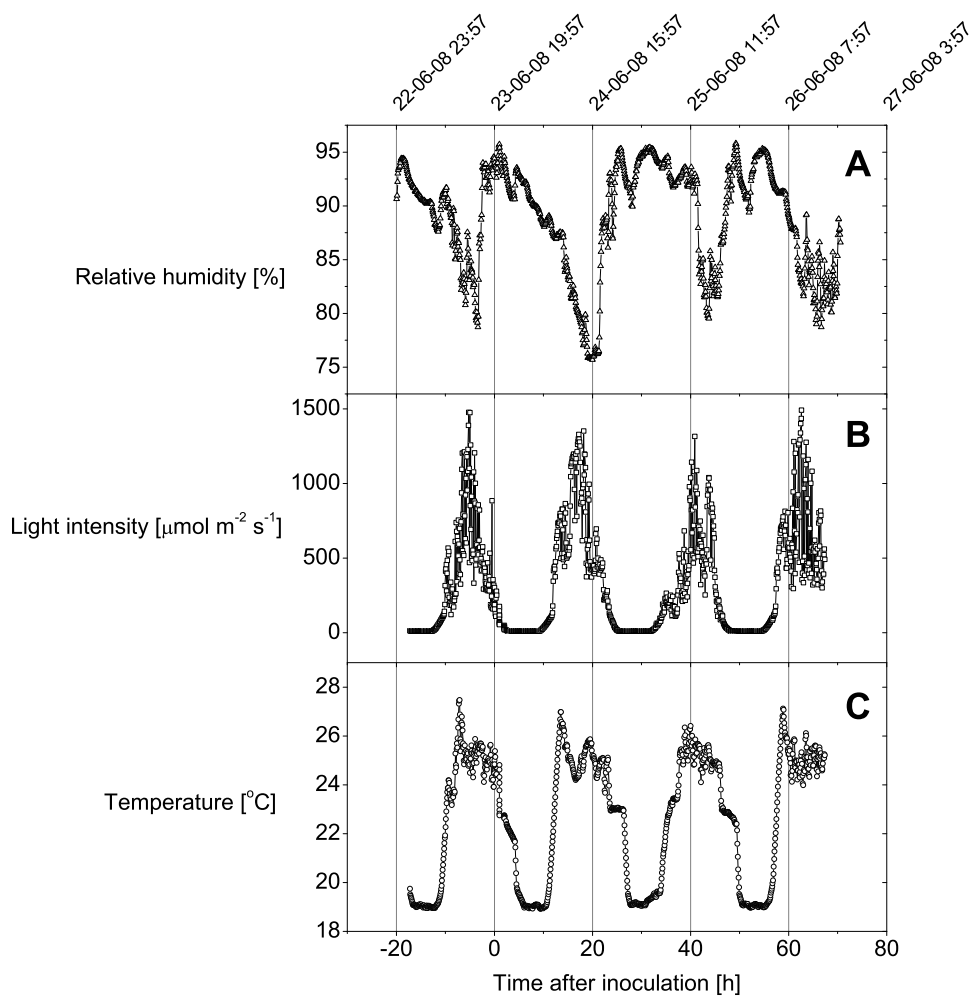 22-06-08 23:57
23-06-08 19:57
24-06-08 15:57
25-06-08 11:57
26-06-08 7:57
27-06-08 3:57
A
95
90
85
80
75
Relative humidity [%]
B
1500
1000
500
0
Light intensity [μmol m⁻² s⁻¹]
C
28
26
24
22
20
18
Temperature [°C]
-20 0 20 40 60 80
Time after inoculation [h]